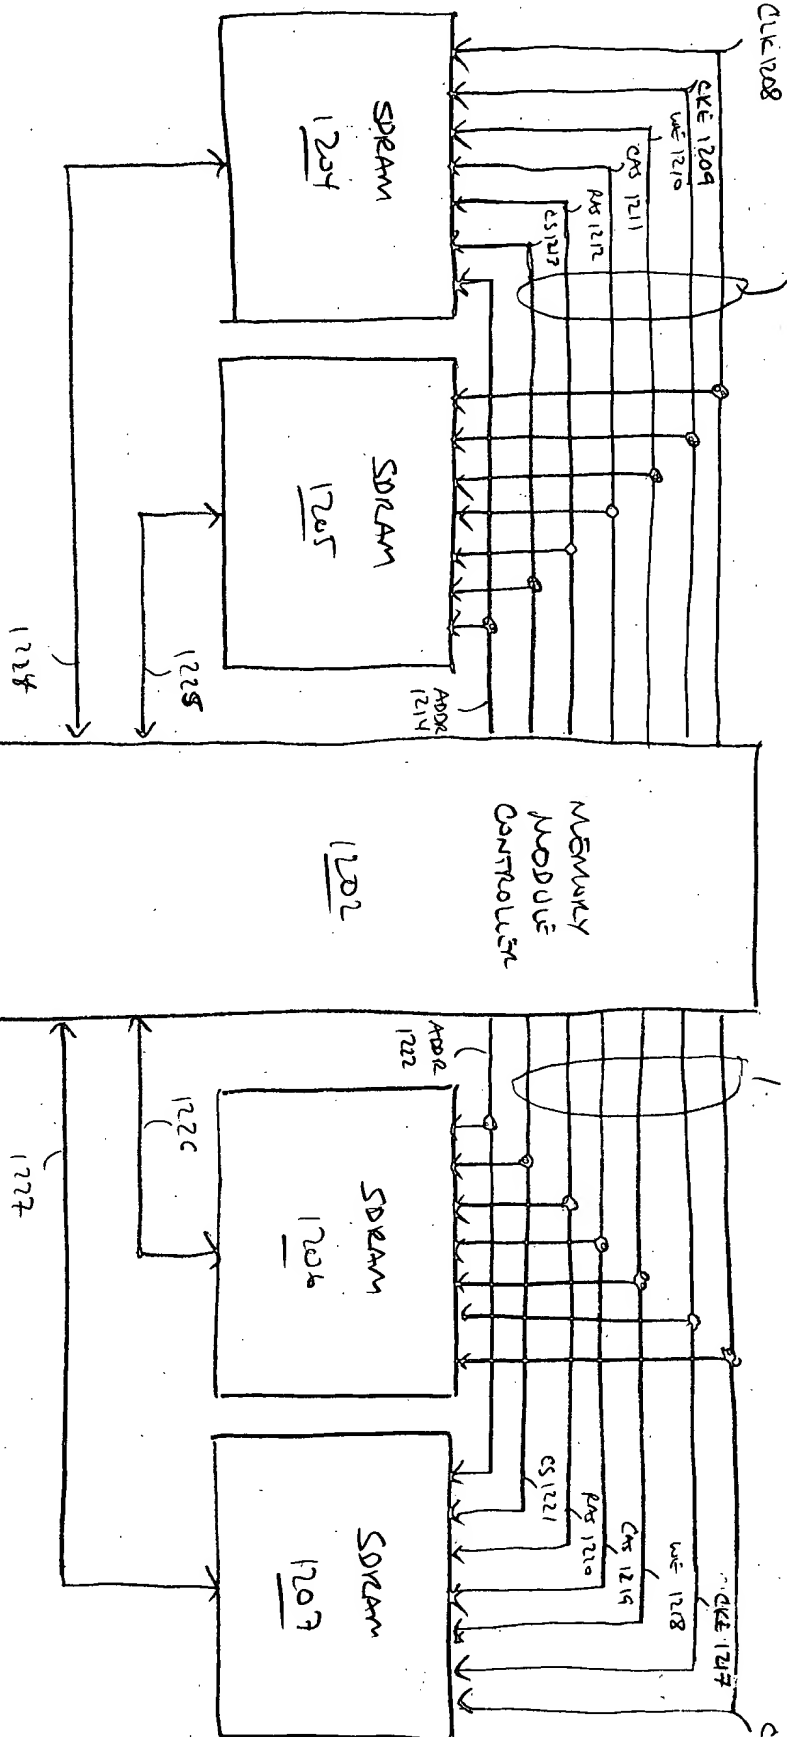 CLK 1208
CKE 1209
WE 1210
CAS 1211
RAS 1212
CS 1213
SDRAM
1204
SDRAM
1205
ADDR
1214
1224
1225
MEMORY
MODULE
CONTROLLER
1202
ADDR
1222
1226
1227
SDRAM
1206
SDRAM
1207
CS 1221
RAS 1220
CAS 1219
WE 1218
CKE 1217